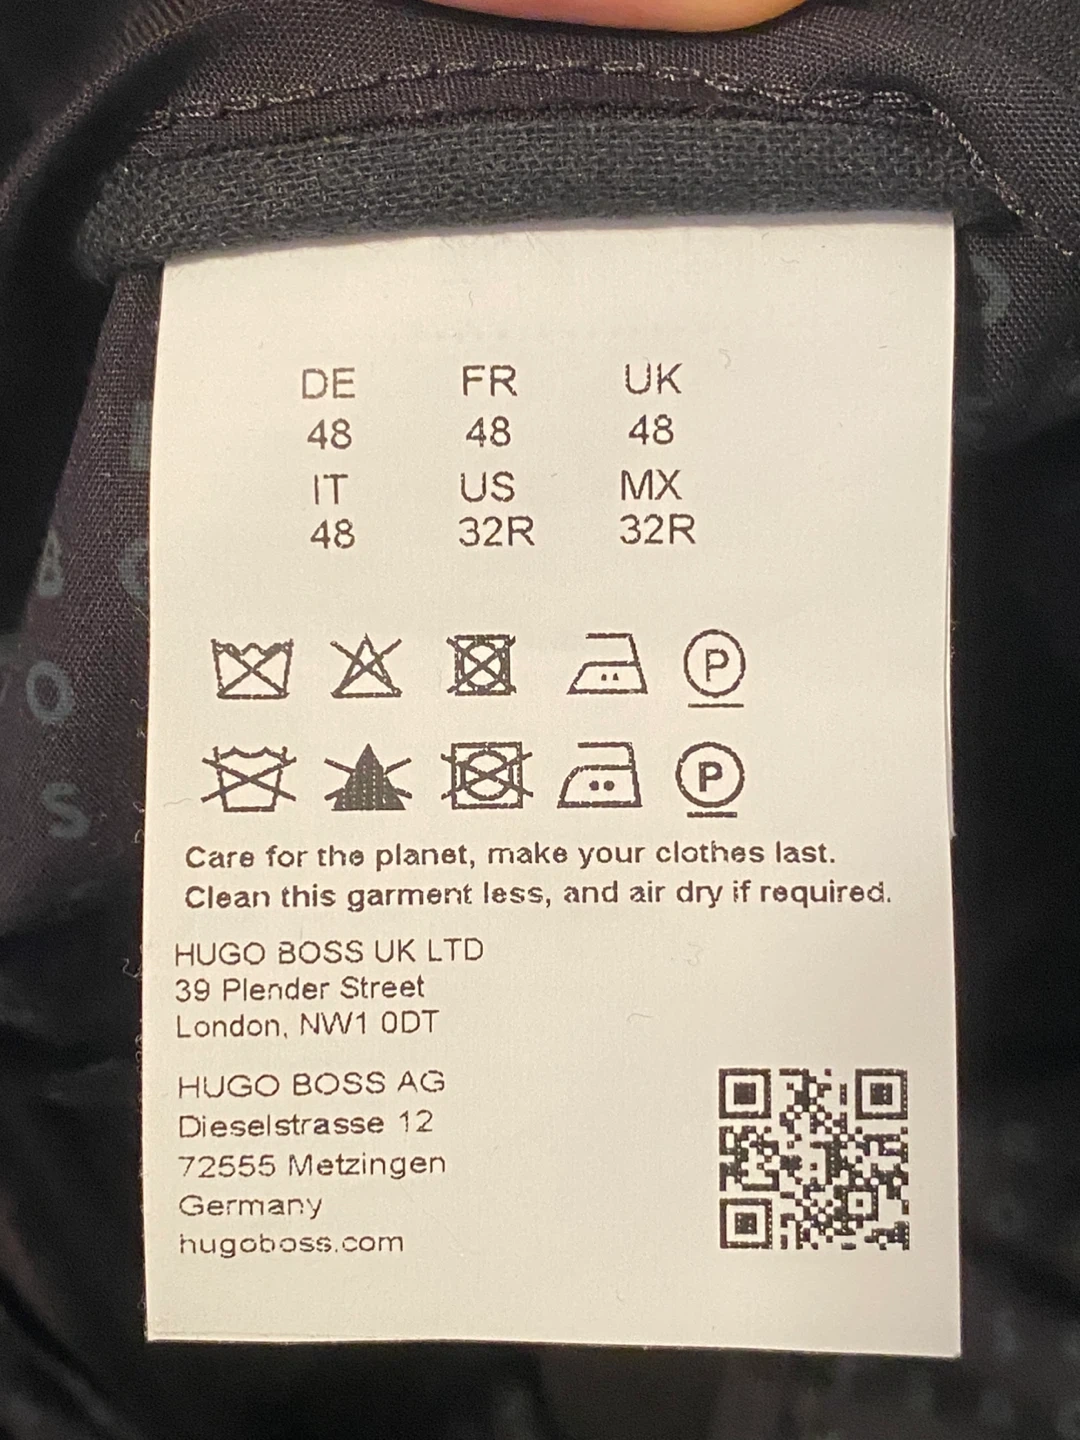 DE FR UK
48 48 48
IT US MX
48 32R 32R
P
P
Care for the planet, make your clothes last.
Clean this garment less, and air dry if required.
HUGO BOSS UK LTD
39 Plender Street
London, NW1 0DT
HUGO BOSS AG
Dieselstrasse 12
72555 Metzingen
Germany
hugoboss.com